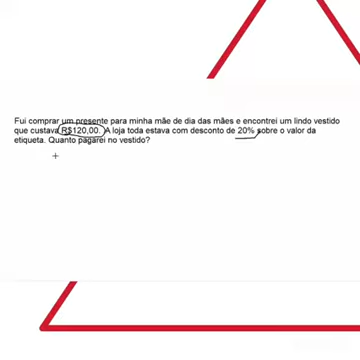 Fui comprar um presente para minha mãe de dia das mães e encontrei um lindo vestido
que custava R$120,00. A loja toda estava com desconto de 20% sobre o valor da
etiqueta. Quanto pagarei no vestido?